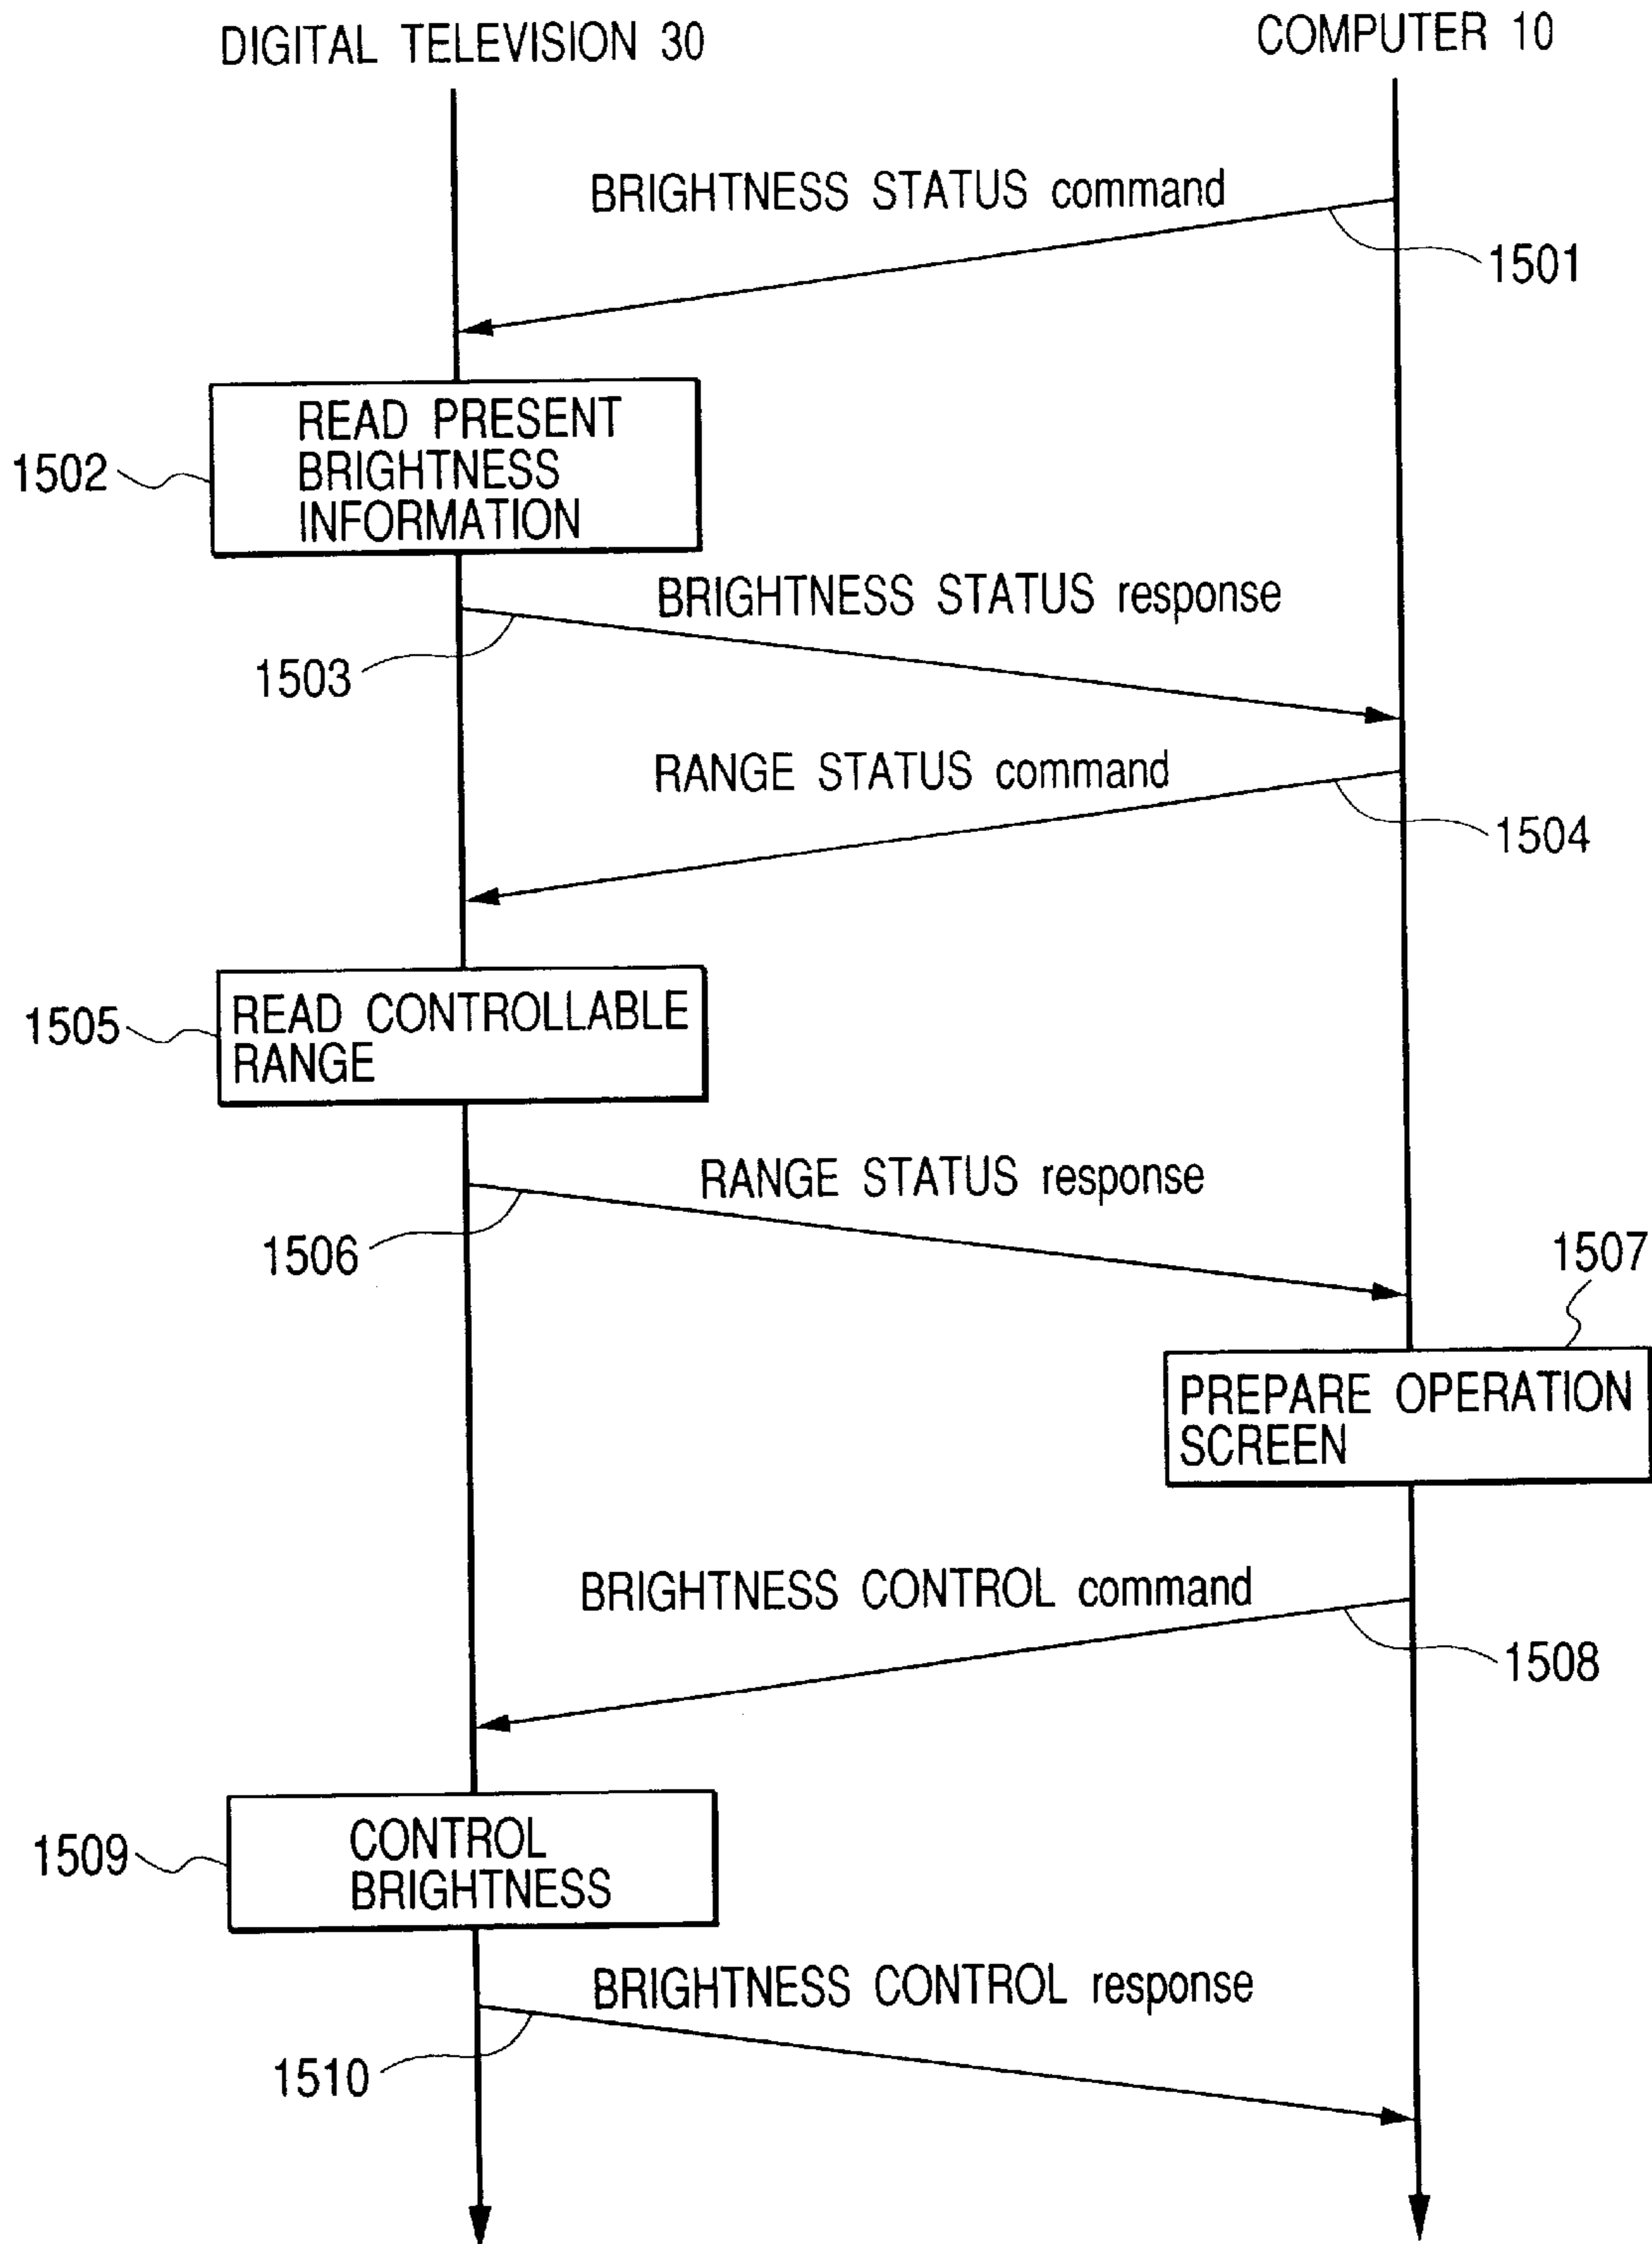 DIGITAL TELEVISION 30
COMPUTER 10
BRIGHTNESS STATUS command
1501
READ PRESENT
BRIGHTNESS
INFORMATION
1502
BRIGHTNESS STATUS response
1503
RANGE STATUS command
1504
READ CONTROLLABLE
RANGE
1505
RANGE STATUS response
1506
1507
PREPARE OPERATION
SCREEN
BRIGHTNESS CONTROL command
1508
CONTROL
BRIGHTNESS
1509
BRIGHTNESS CONTROL response
1510